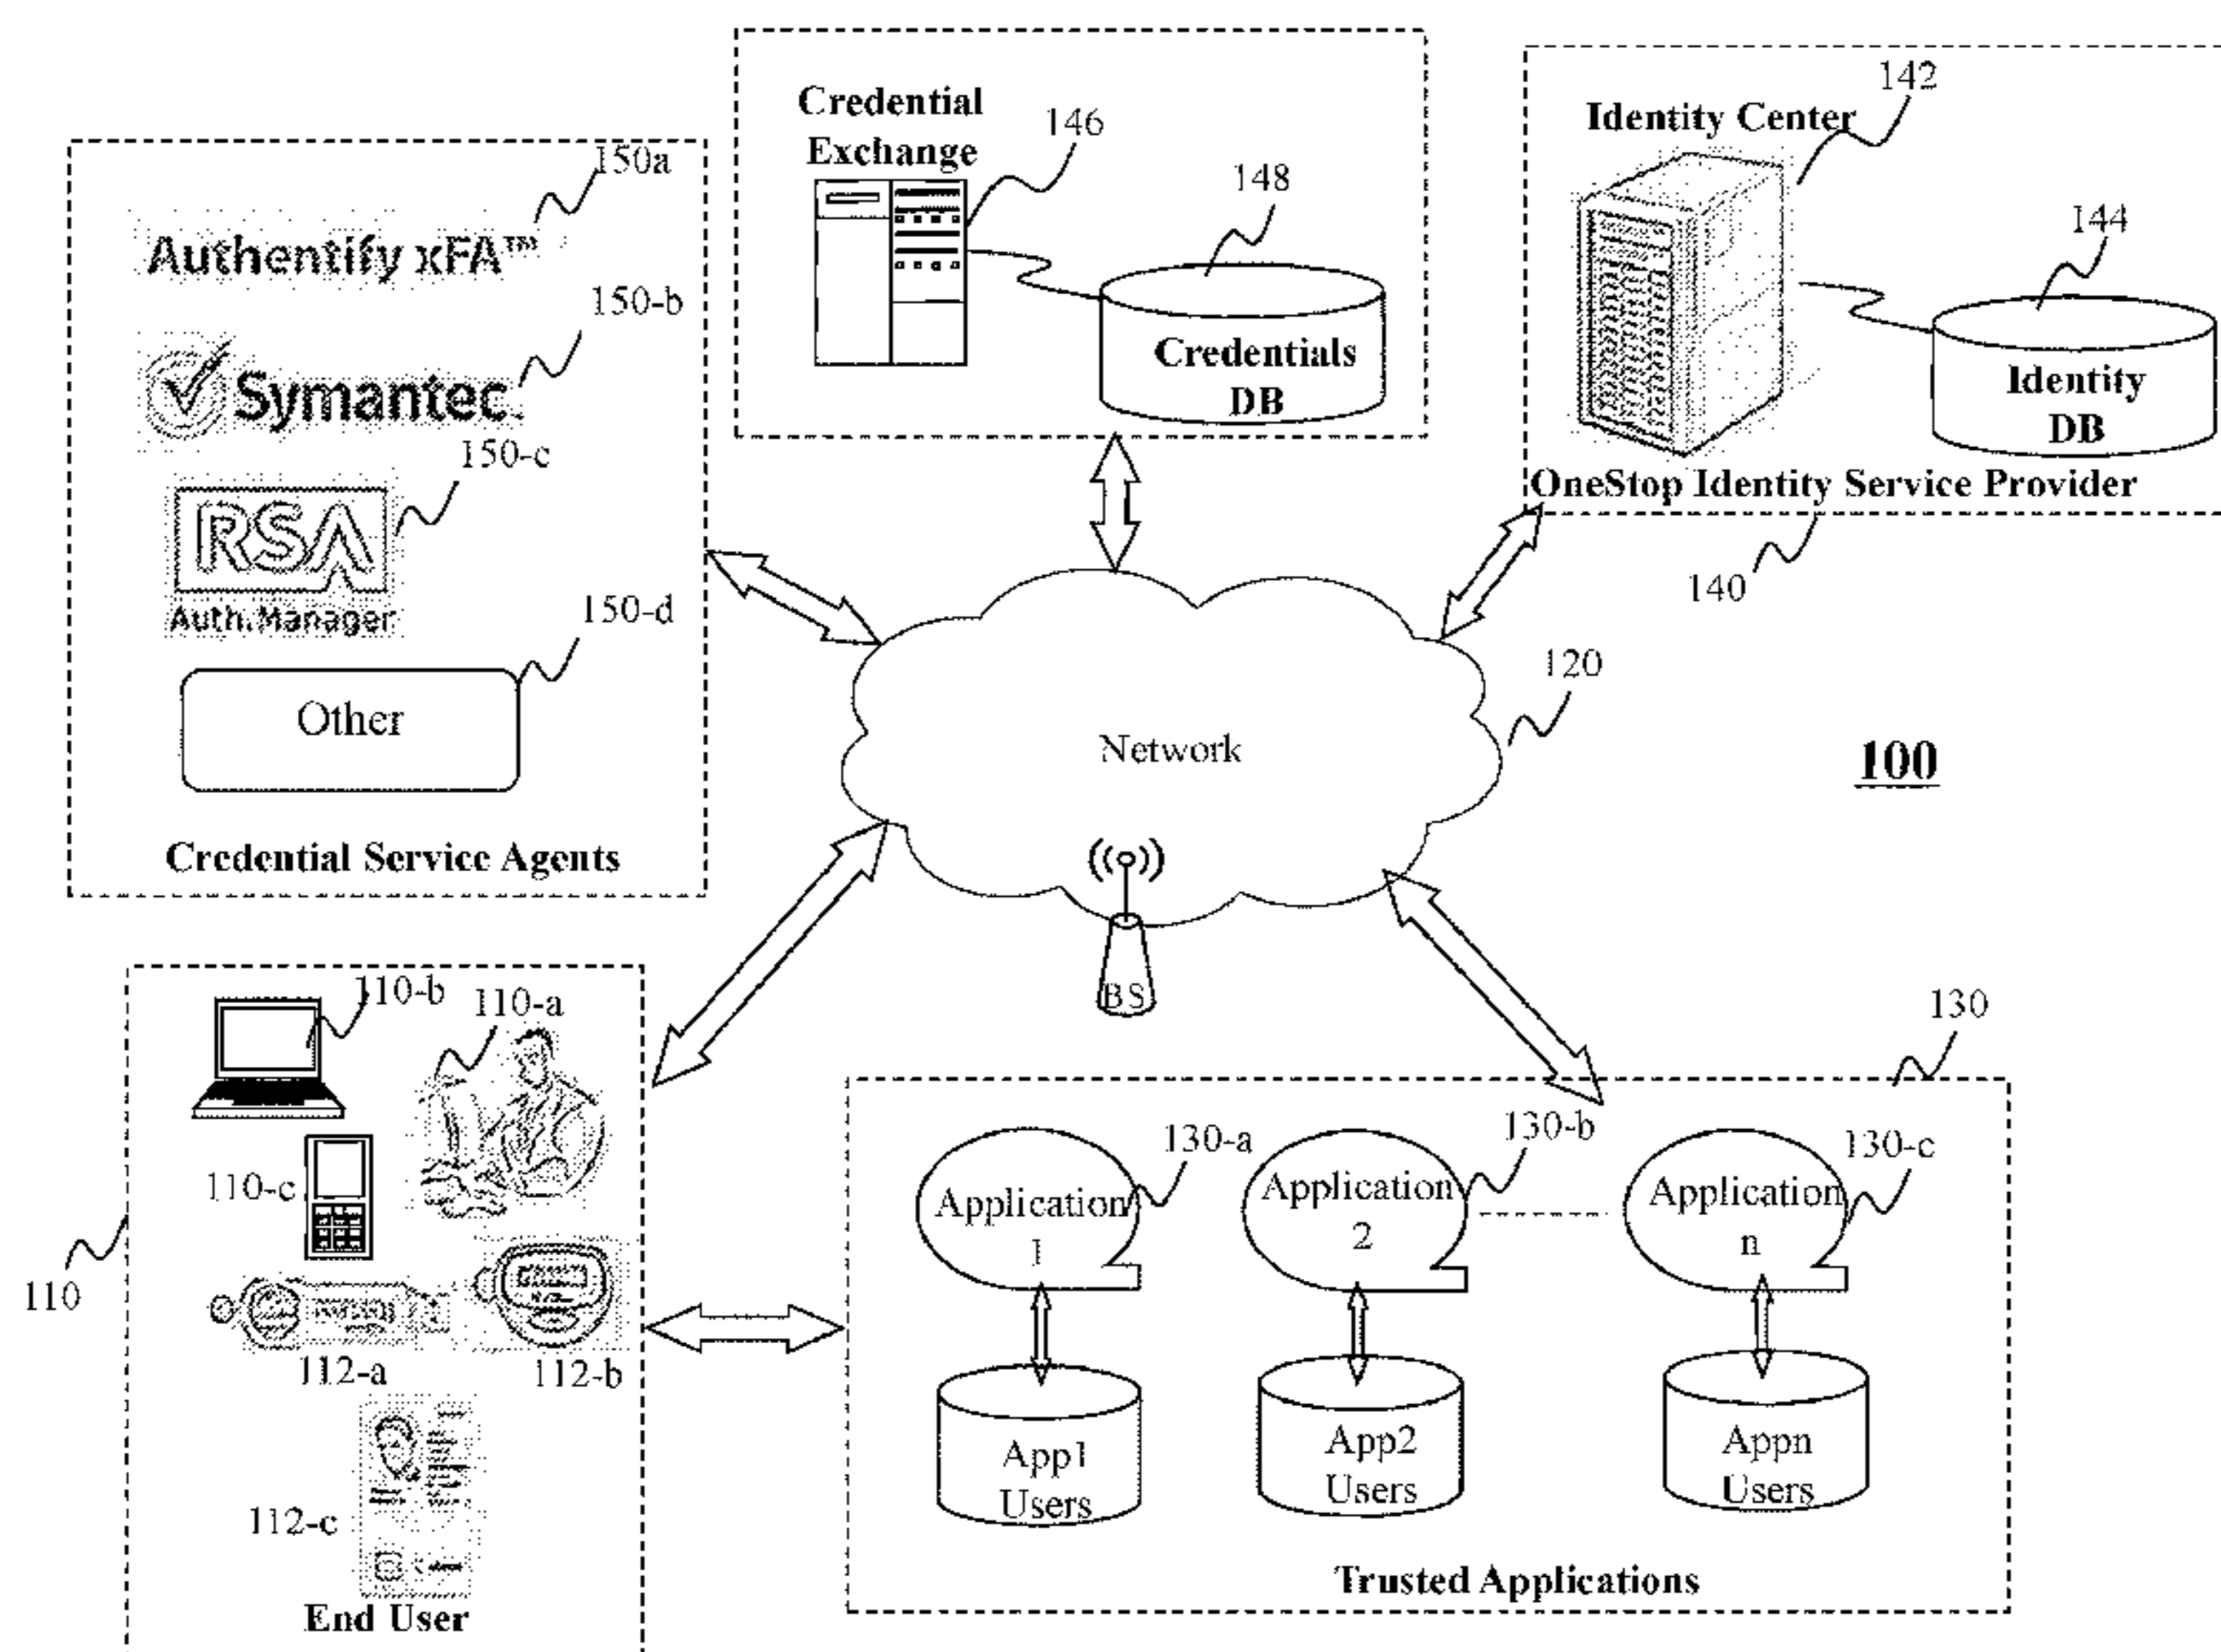 Credential
Exchange
146
148
Credentials
DB
142
Identity Center
144
Identity
DB
OneStop Identity Service Provider
140
150a
Authentify xFA™
150-b
Symantec
150-c
RSA
Auth.Manager
150-d
Other
Credential Service Agents
120
Network
BS
100
110-b
110-a
110-c
110
112-a
112-b
112-c
End User
130
130-a
130-b
130-c
Application
1
Application
2
Application
n
App1
Users
App2
Users
Appn
Users
Trusted Applications